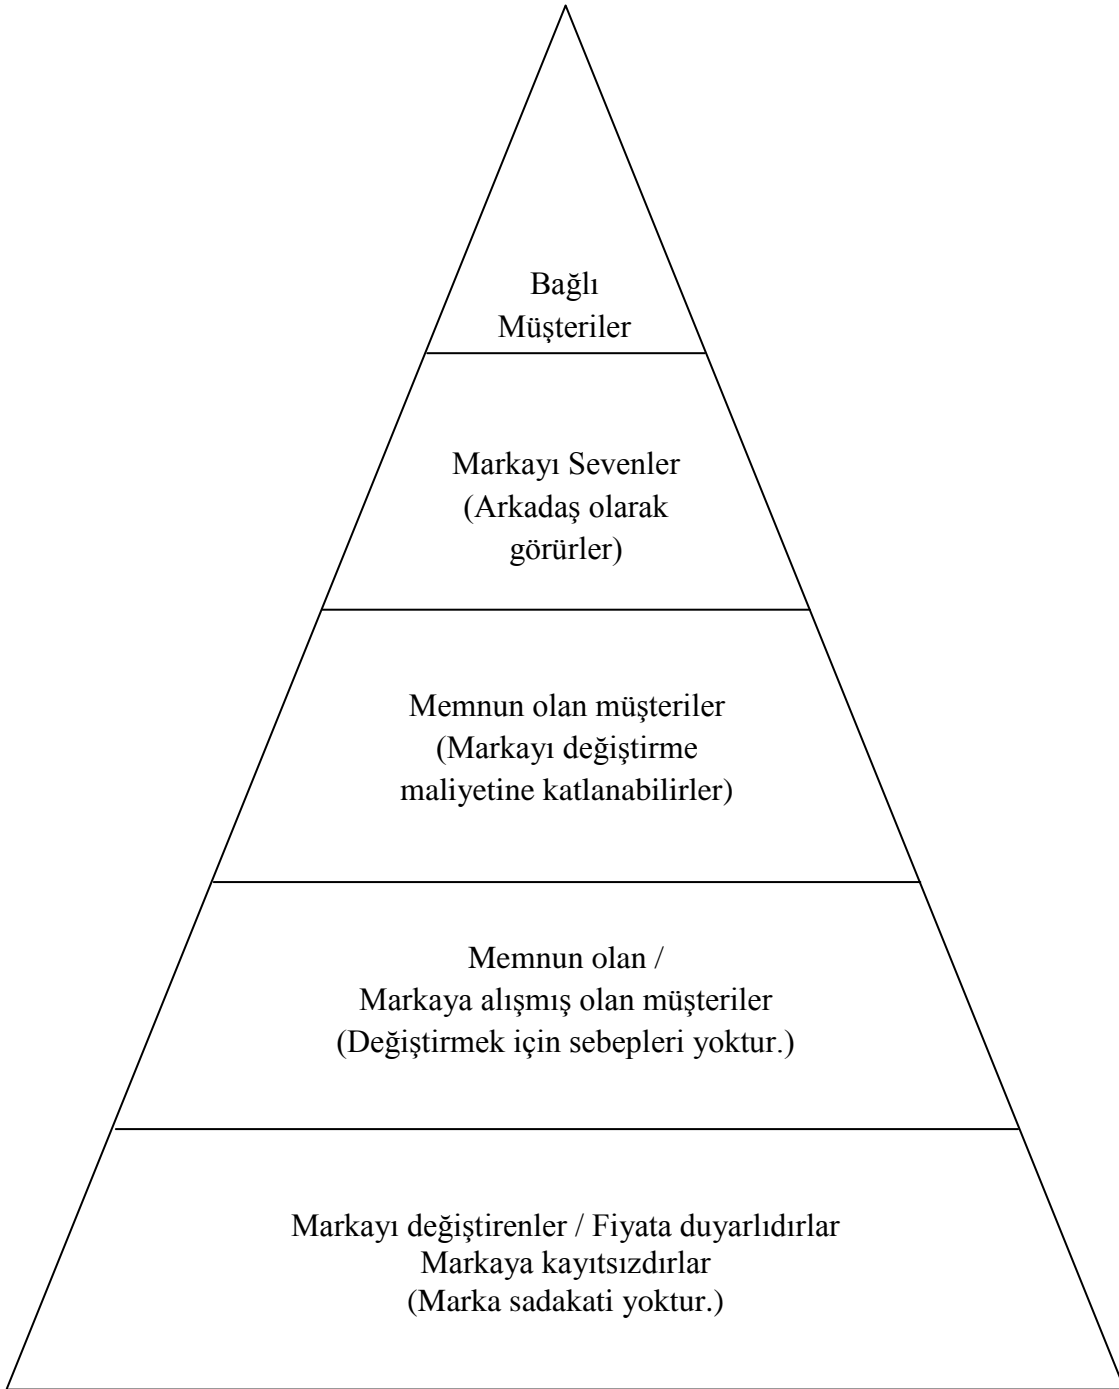 Bağlı
Müşteriler
Markayı Sevenler
(Arkadaş olarak
görürler)
Memnun olan müşteriler
(Markayı değiştirme
maliyetine katlanabilirler)
Memnun olan /
Markaya alışmış olan müşteriler
(Değiştirmek için sebepleri yoktur.)
Markayı değiştirenler / Fiyata duyarlıdırlar
Markaya kayıtsızdırlar
(Marka sadakati yoktur.)